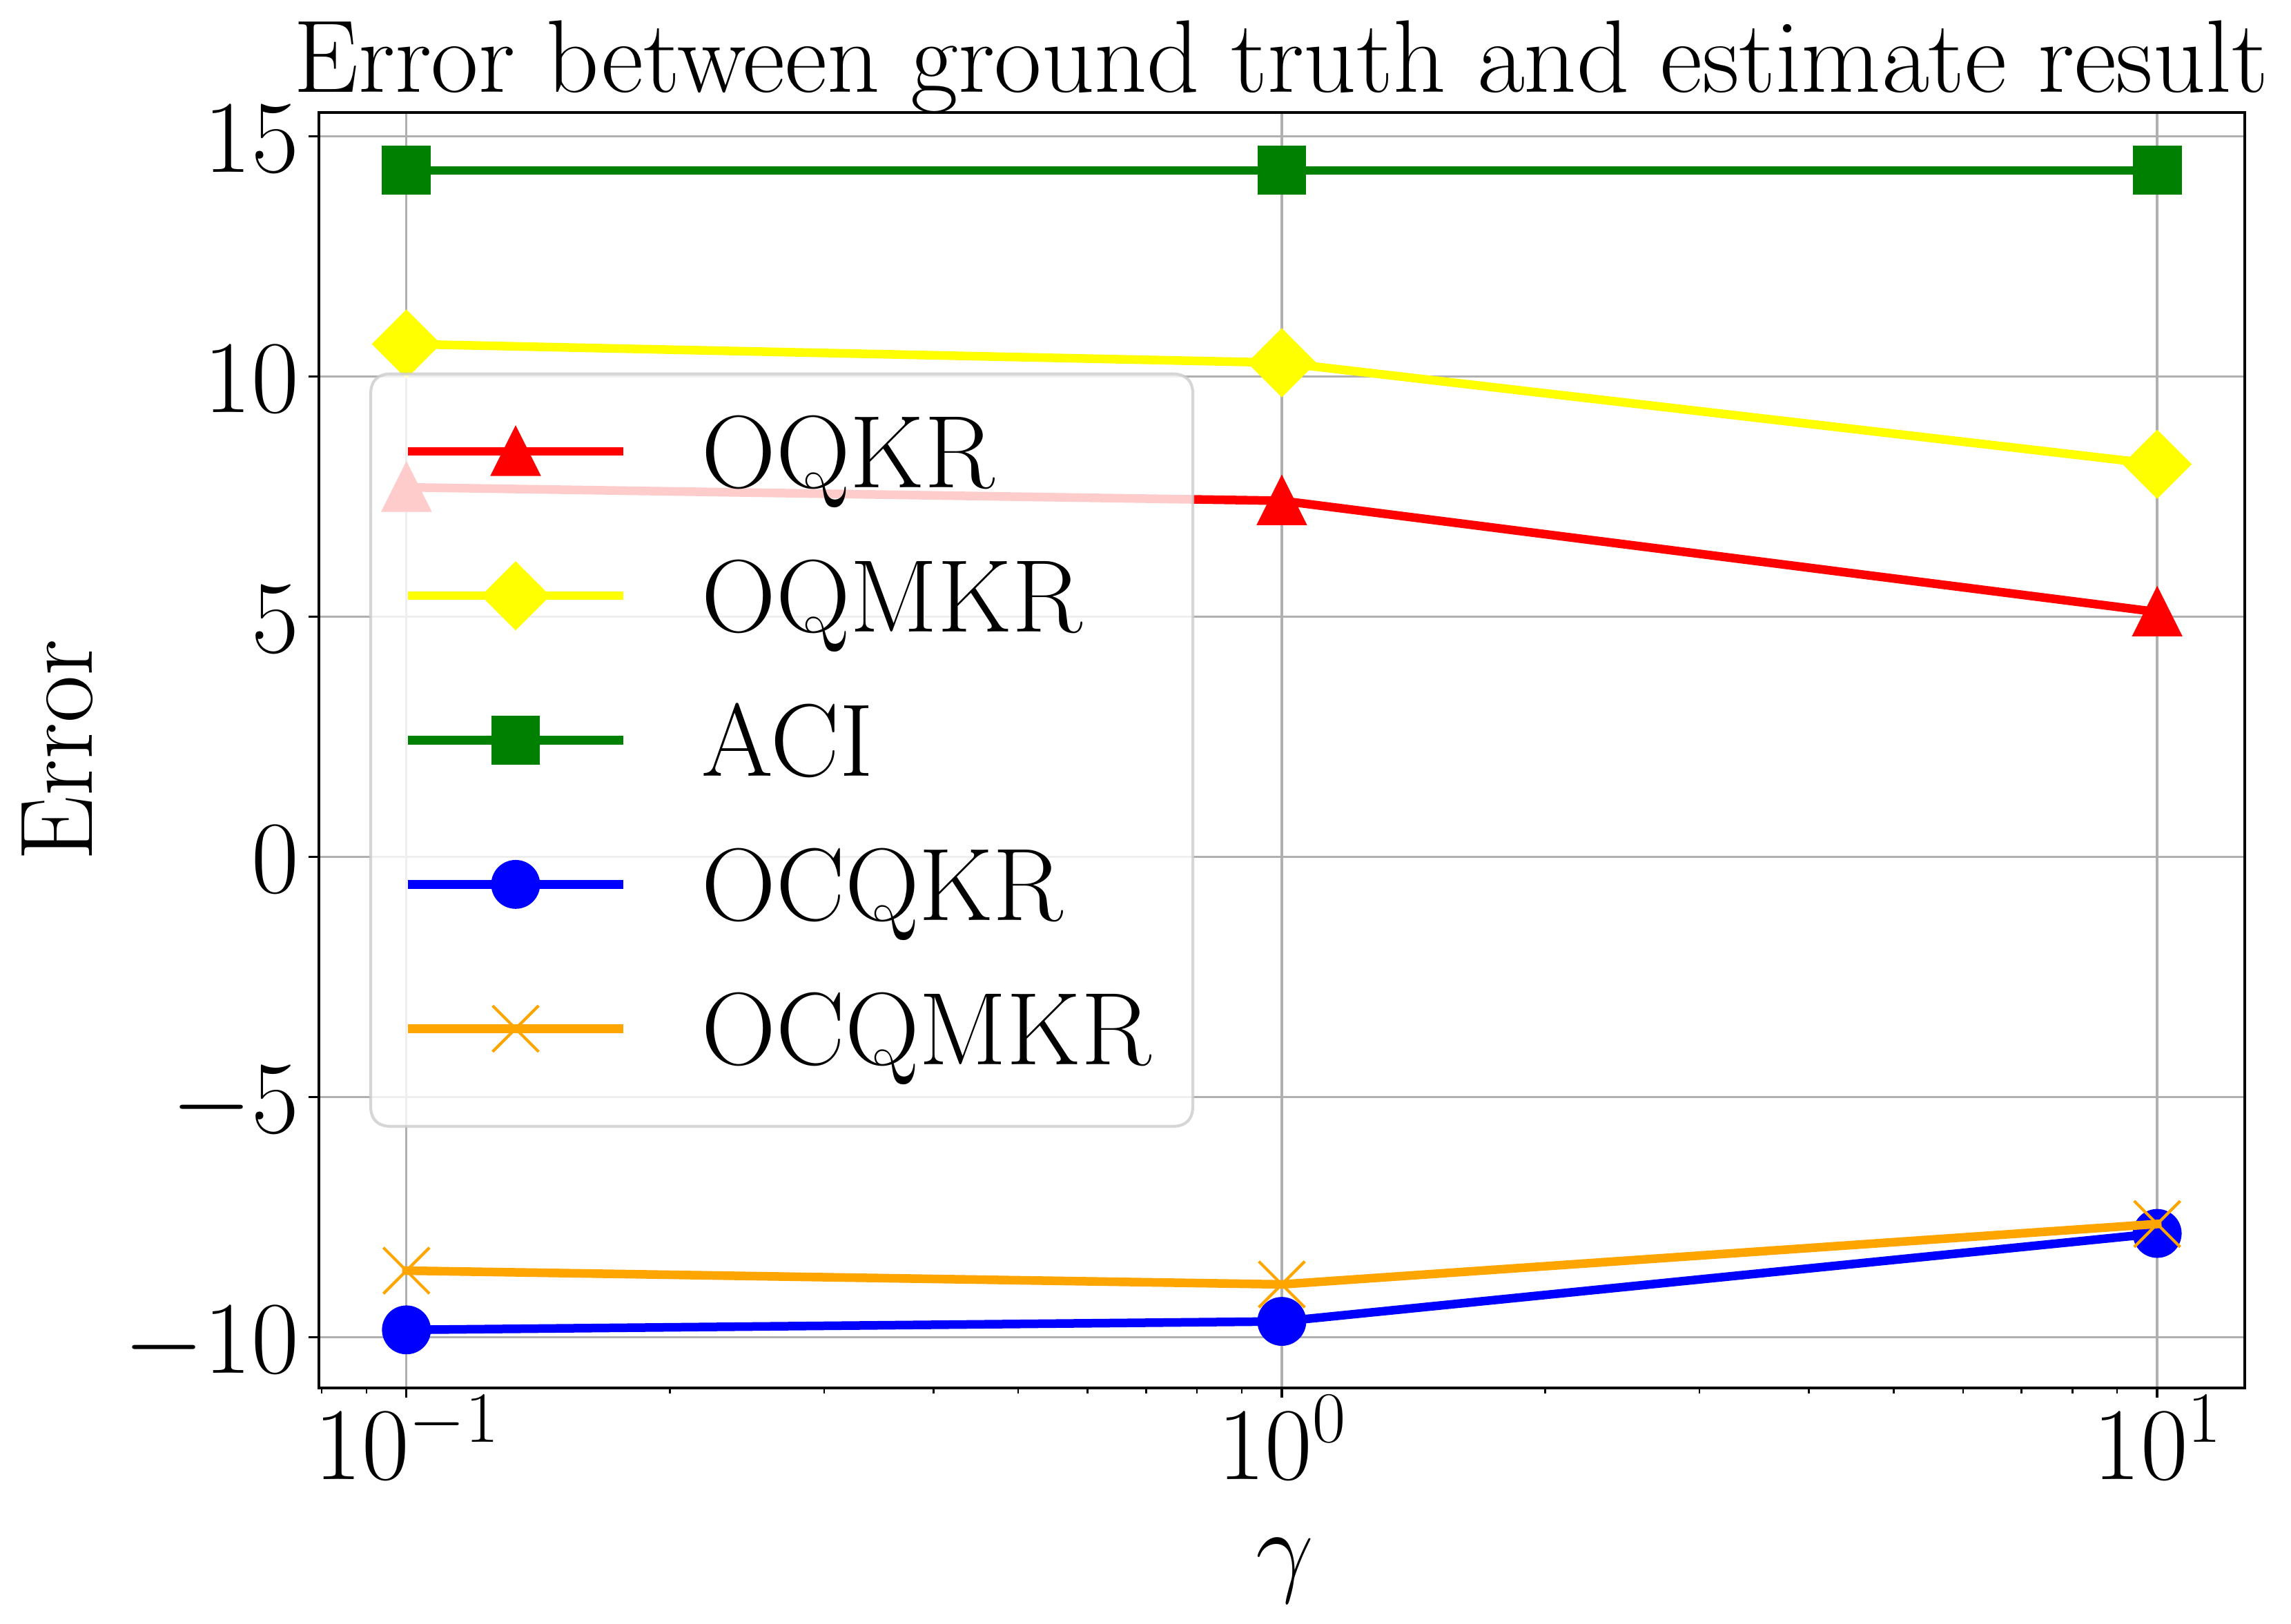 Error between ground truth and estimate result
15
10
5
0
−5
−10
Error
OQKR
OQMKR
ACI
OCQKR
OCQMKR
10⁻¹ 10⁰ 10¹
γ